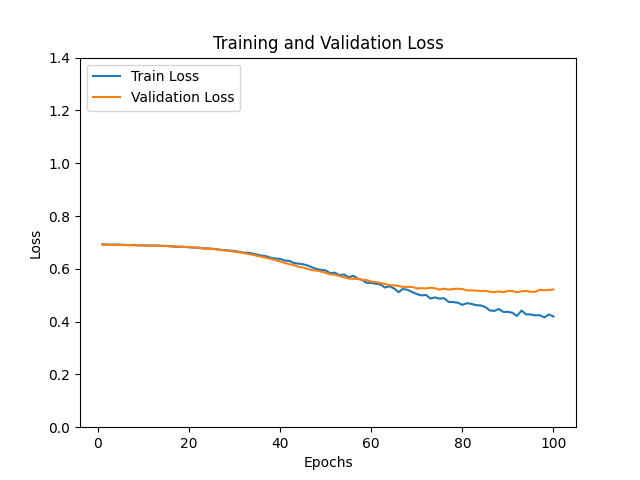 Training and Validation Loss
Train Loss
Validation Loss
1.4
1.2
1.0
0.8
0.6
0.4
0.2
0.0
Loss
0 20 40 60 80 100
Epochs